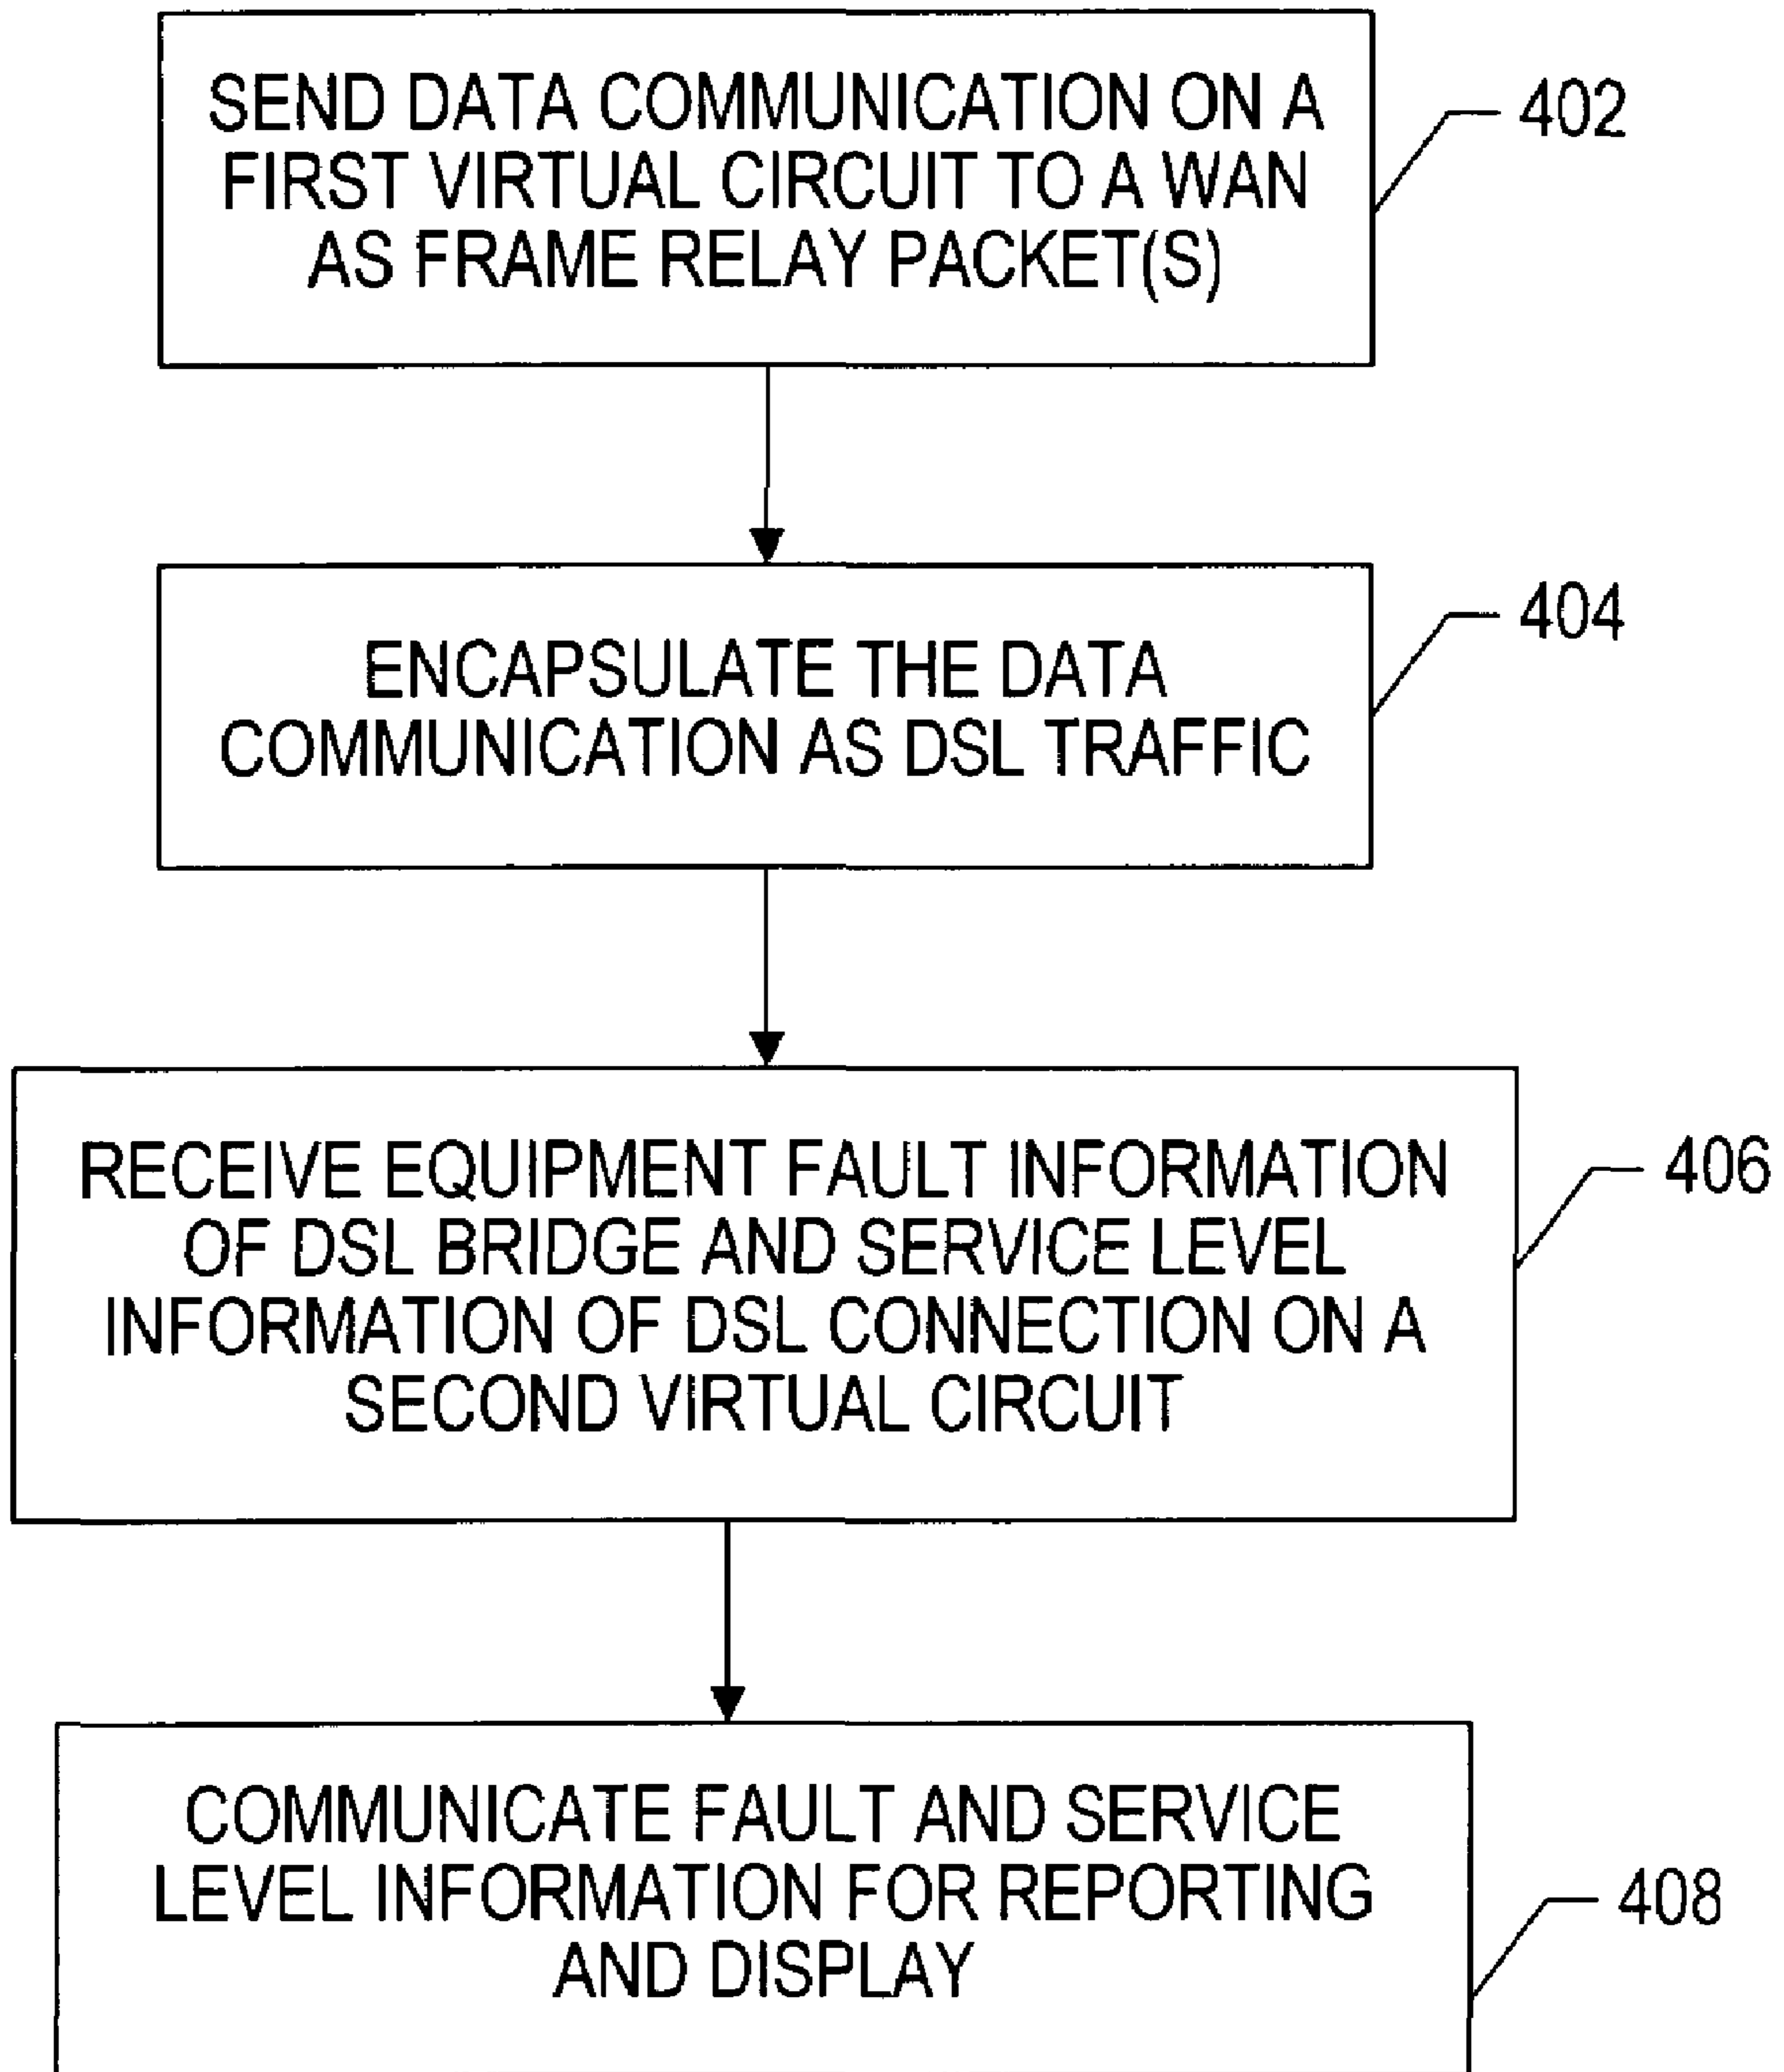 SEND DATA COMMUNICATION ON A
FIRST VIRTUAL CIRCUIT TO A WAN
AS FRAME RELAY PACKET(S)
402
ENCAPSULATE THE DATA
COMMUNICATION AS DSL TRAFFIC
404
RECEIVE EQUIPMENT FAULT INFORMATION
OF DSL BRIDGE AND SERVICE LEVEL
INFORMATION OF DSL CONNECTION ON A
SECOND VIRTUAL CIRCUIT
406
COMMUNICATE FAULT AND SERVICE
LEVEL INFORMATION FOR REPORTING
AND DISPLAY
408